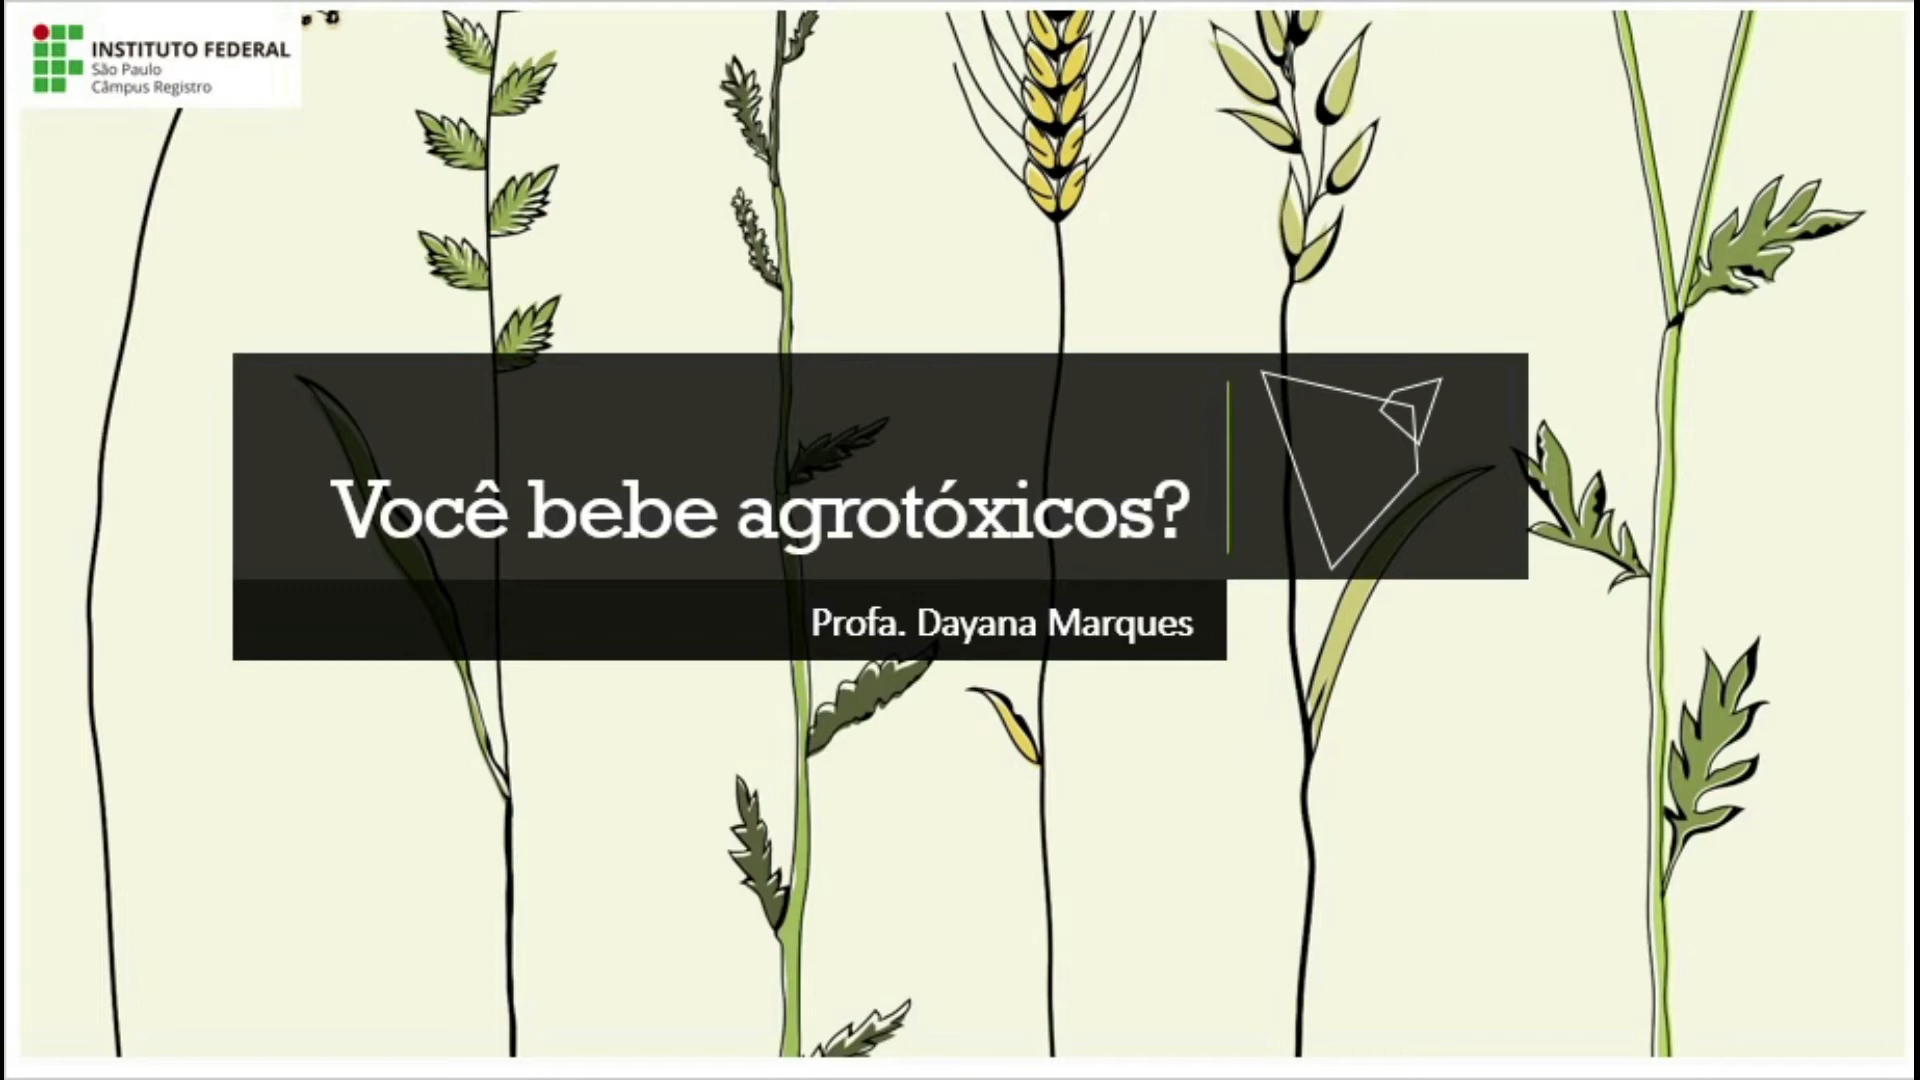 INSTITUTO FEDERAL
São Paulo
Câmpus Registro
Você bebe agrotóxicos?
Profa. Dayana Marques